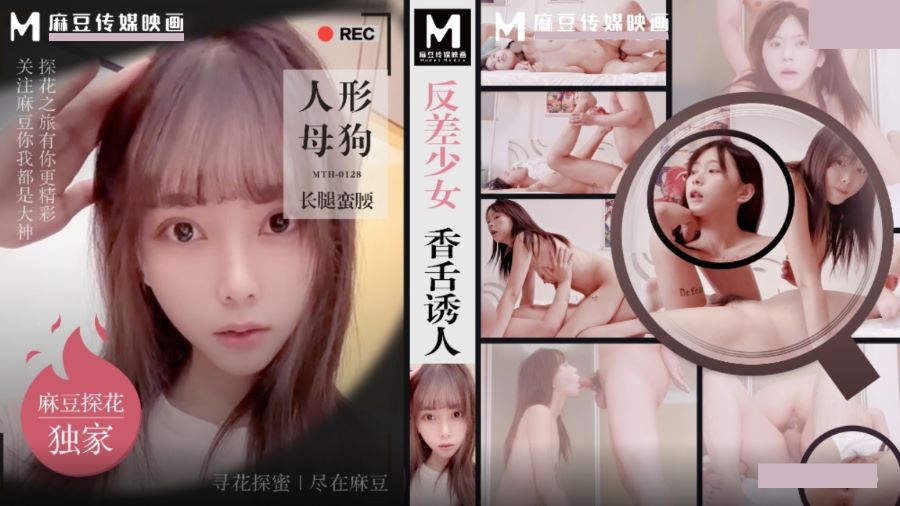 麻豆传媒映画
REC
探花之旅有你更精彩
关注麻豆你我都是大神
人形
母狗
MTH-0128
长腿蛮腰
麻豆探花
独家
寻花探蜜|尽在麻豆
麻豆传媒映画
Model Media
反差少女 香舌诱人
麻豆传媒映画